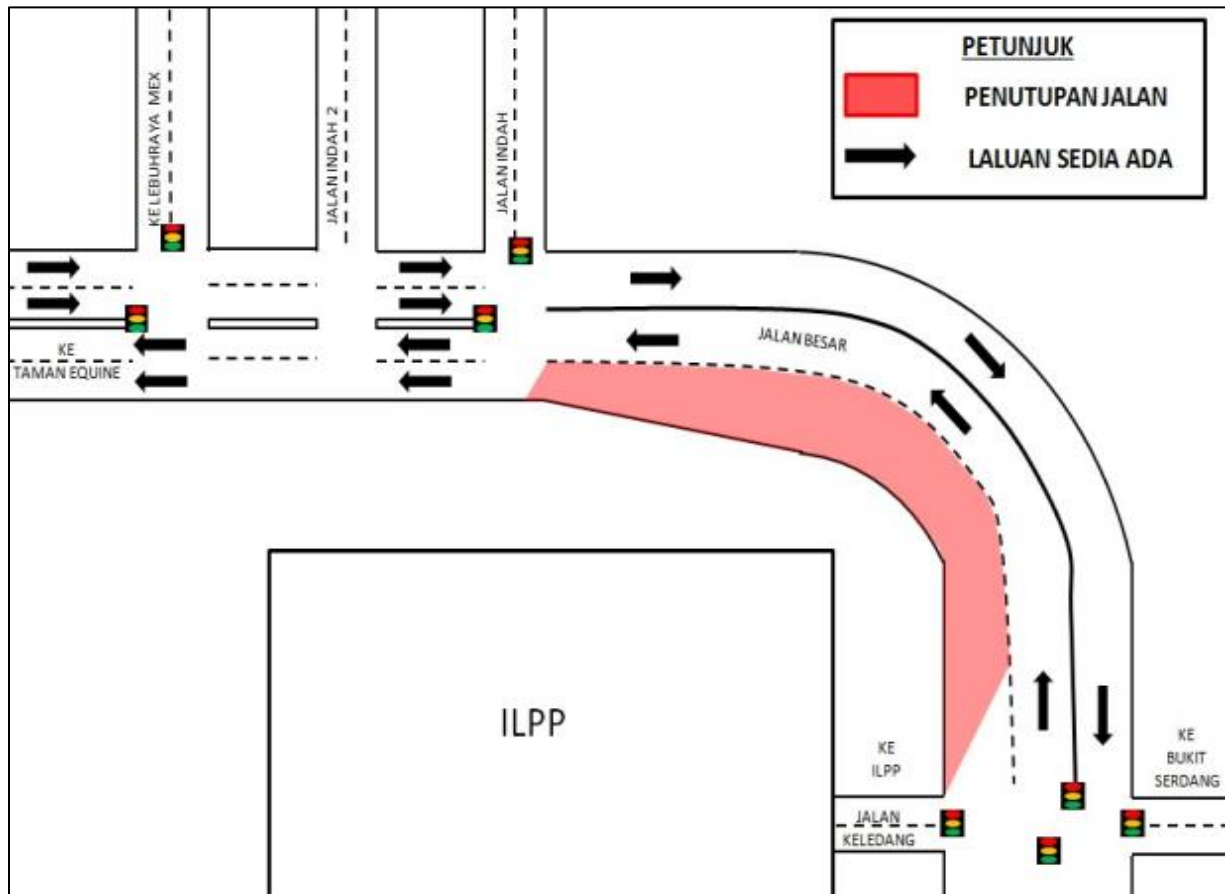 PETUNJUK
PENUTUPAN JALAN
LALUAN SEDIA ADA
KE LEBUHRAYA MEX
JALAN INDAH 2
JALAN INDAH
KE
TAMAN EQUINE
JALAN BESAR
ILPP
KE
ILPP
JALAN
KELEDANG
KE
BUKIT
SERDANG